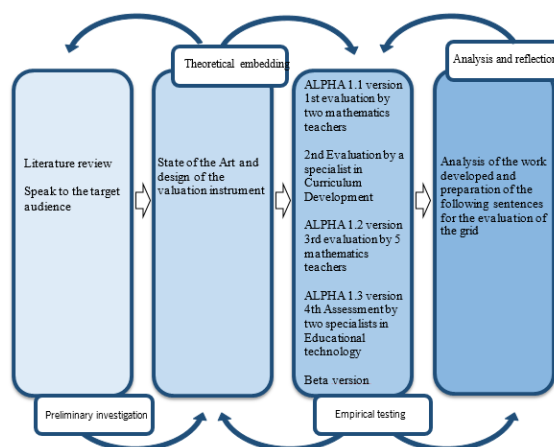 Theoretical embedding
Analysis and reflection
Literature review
Speak to the target
audience
State of the Art and
design of the
valuation instrument
ALPHA 1.1 version
1st evaluation by
two mathematics
teachers
2nd Evaluation by a
specialist in
Curriculum
Development
ALPHA 1.2 version
3rd evaluation by 5
mathematics
teachers
ALPHA 1.3 version
4th Assessment by
two specialists in
Educational
technology
Beta version
Analysis of the work
developed and
preparation of the
following sentences
for the evaluation of
the grid
Preliminary investigation
Empirical testing